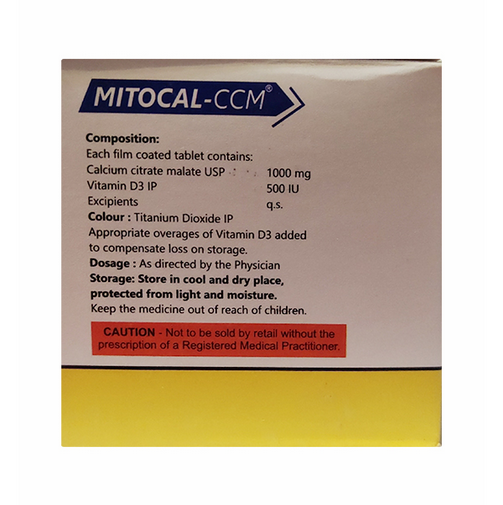 MITOCAL-CCM®
Composition:
Each film coated tablet contains:
Calcium citrate malate USP 1000 mg
Vitamin D3 IP 500 IU
Excipients q.s.
Colour : Titanium Dioxide IP
Appropriate overages of Vitamin D3 added
to compensate loss on storage.
Dosage : As directed by the Physician
Storage: Store in cool and dry place,
protected from light and moisture.
Keep the medicine out of reach of children.
CAUTION - Not to be sold by retail without the
prescription of a Registered Medical Practitioner.